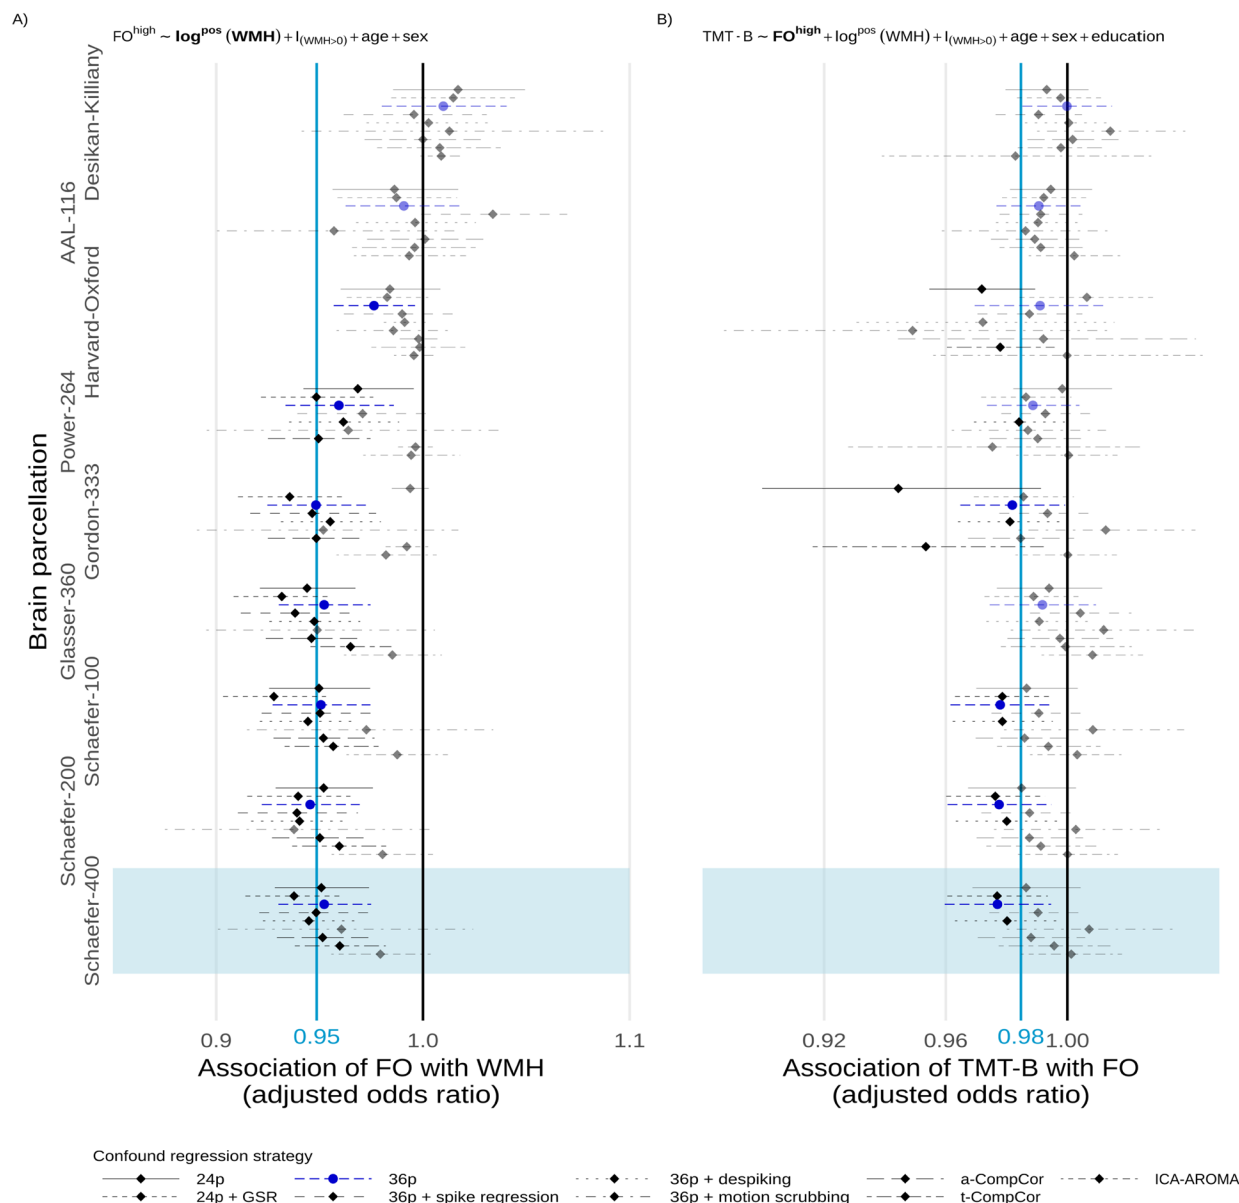 A)
B)
FO^high ~ log^pos (WMH) + I_(WMH>0) + age + sex
TMT - B ~ FO^high + log^pos (WMH) + I_(WMH>0) + age + sex + education
Brain parcellation
Desikan-Killiany
AAL-116
Harvard-Oxford
Power-264
Gordon-333
Glasser-360
Schaefer-100
Schaefer-200
Schaefer-400
0.9 0.95 1.0 1.1
0.92 0.96 0.98 1.00
Association of FO with WMH
(adjusted odds ratio)
Association of TMT-B with FO
(adjusted odds ratio)
Confound regression strategy
24p 36p 36p + despiking a-CompCor ICA-AROMA
24p + GSR 36p + spike regression 36p + motion scrubbing t-CompCor